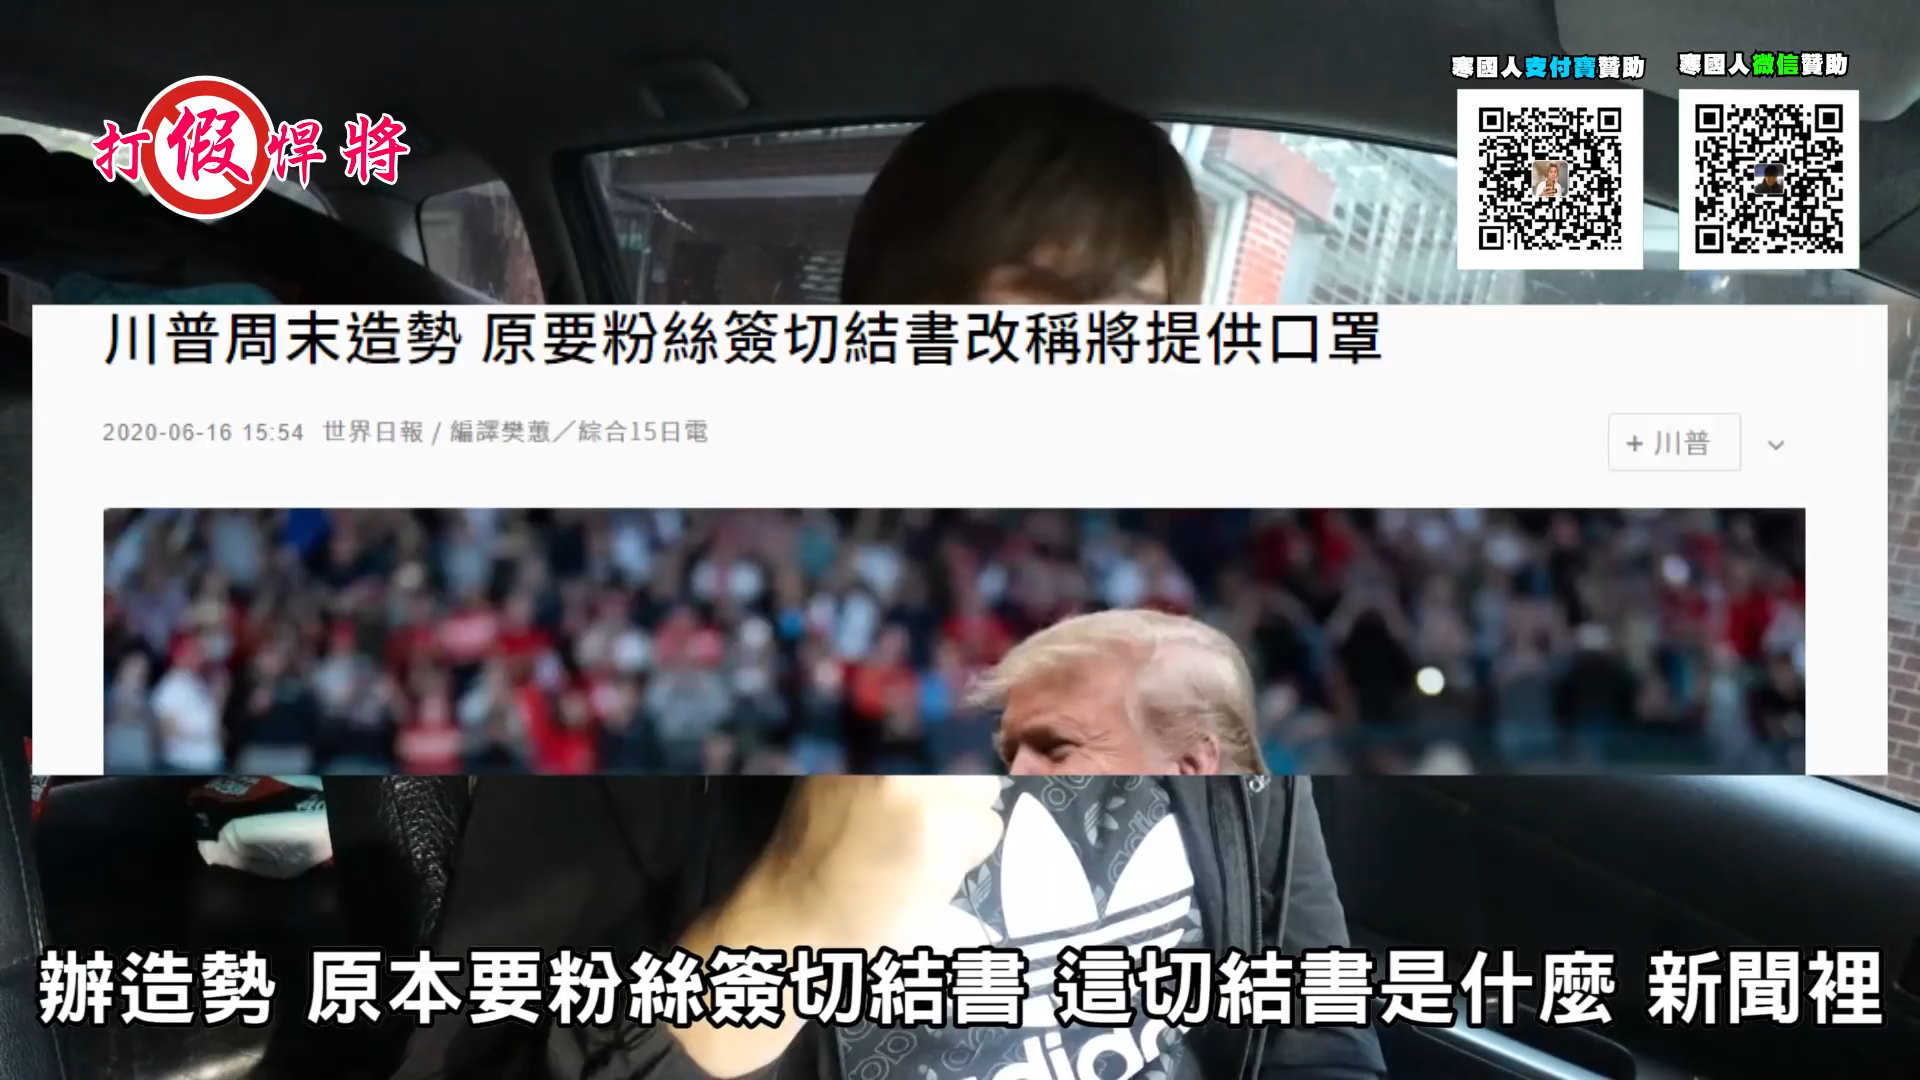 打假悍將
寒國人支付寶贊助
寒國人微信贊助
川普周末造勢 原要粉絲簽切結書改稱將提供口罩
2020-06-16 15:54 世界日報 / 編譯樊蕙／綜合15日電
+ 川普
辦造勢 原本要粉絲簽切結書 這切結書是什麼 新聞裡
adidas